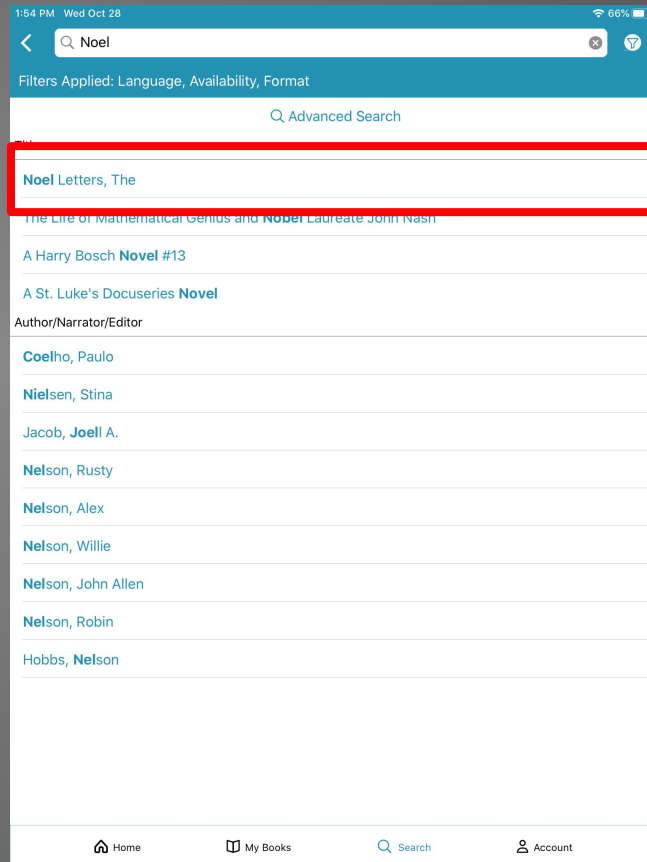 1:54 PM Wed Oct 28 66%
Noel
Filters Applied: Language, Availability, Format
Advanced Search
Noel Letters, The
The Life of Mathematical Genius and Nobel Laureate John Nash
A Harry Bosch Novel #13
A St. Luke's Docuseries Novel
Author/Narrator/Editor
Coelho, Paulo
Nielsen, Stina
Jacob, Joell A.
Nelson, Rusty
Nelson, Alex
Nelson, Willie
Nelson, John Allen
Nelson, Robin
Hobbs, Nelson
Home My Books Search Account